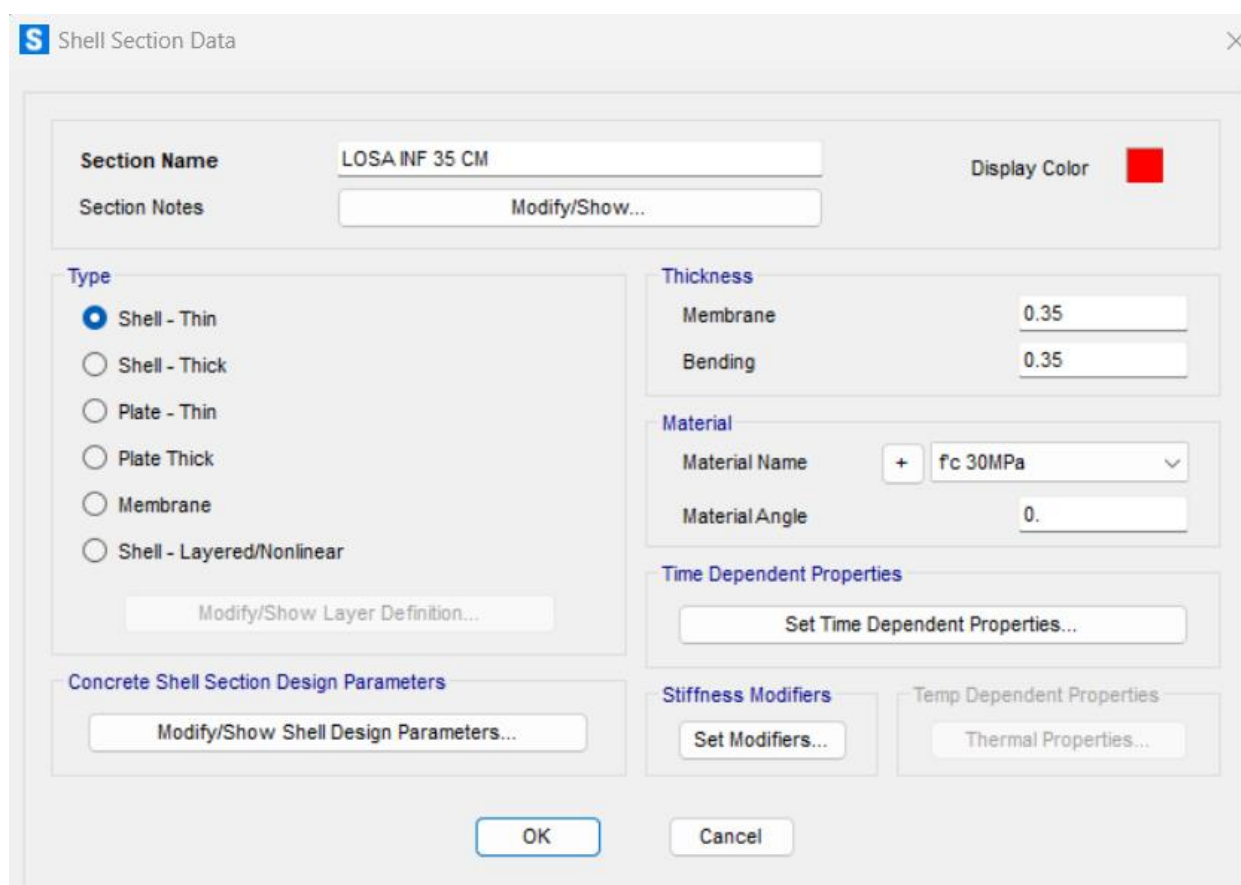 S Shell Section Data
Section Name LOSA INF 35 CM Display Color
Section Notes Modify/Show...
Type
Shell - Thin
Shell - Thick
Plate - Thin
Plate Thick
Membrane
Shell - Layered/Nonlinear
Modify/Show Layer Definition...
Concrete Shell Section Design Parameters
Modify/Show Shell Design Parameters...
Thickness
Membrane 0.35
Bending 0.35
Material
Material Name + f'c 30MPa
Material Angle 0.
Time Dependent Properties
Set Time Dependent Properties...
Stiffness Modifiers
Set Modifiers...
Temp Dependent Properties
Thermal Properties...
OK Cancel